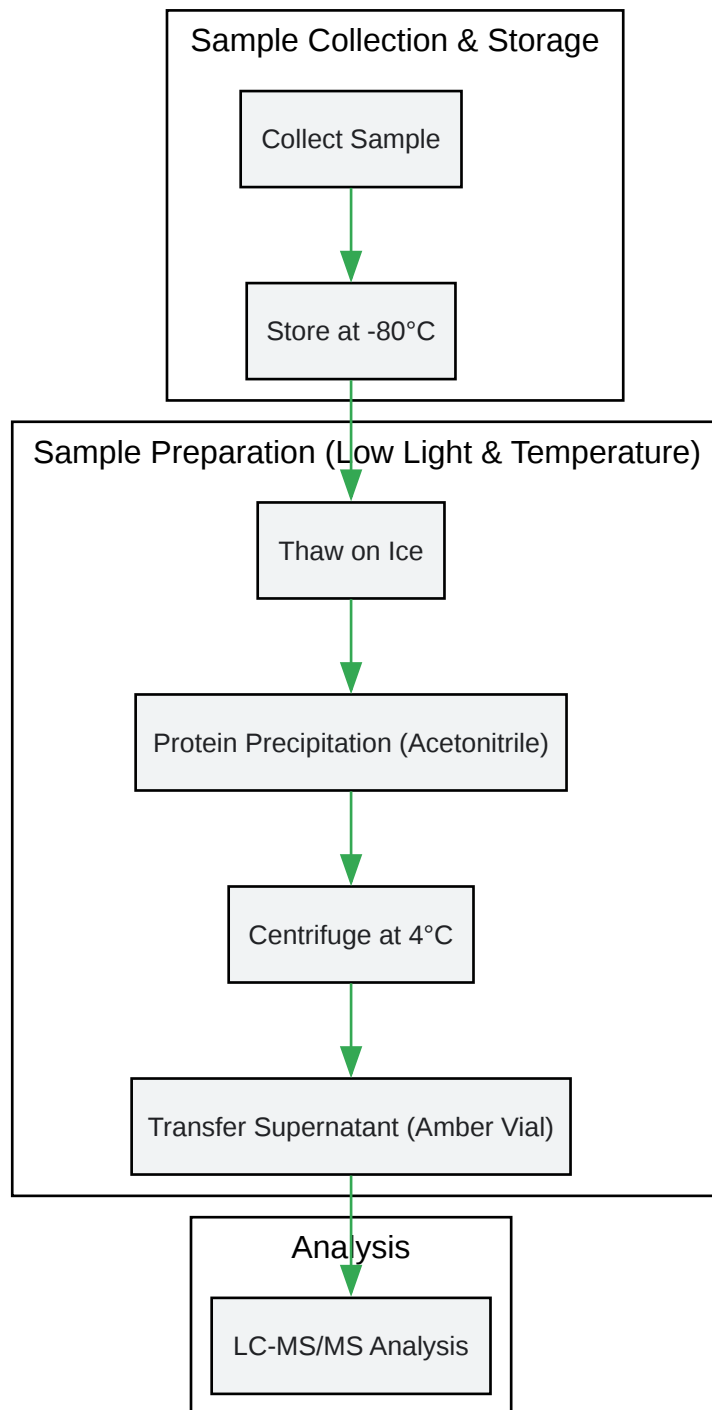 Sample Collection & Storage
Collect Sample
Store at -80°C
Sample Preparation (Low Light & Temperature)
Thaw on Ice
Protein Precipitation (Acetonitrile)
Centrifuge at 4°C
Transfer Supernatant (Amber Vial)
Analysis
LC-MS/MS Analysis